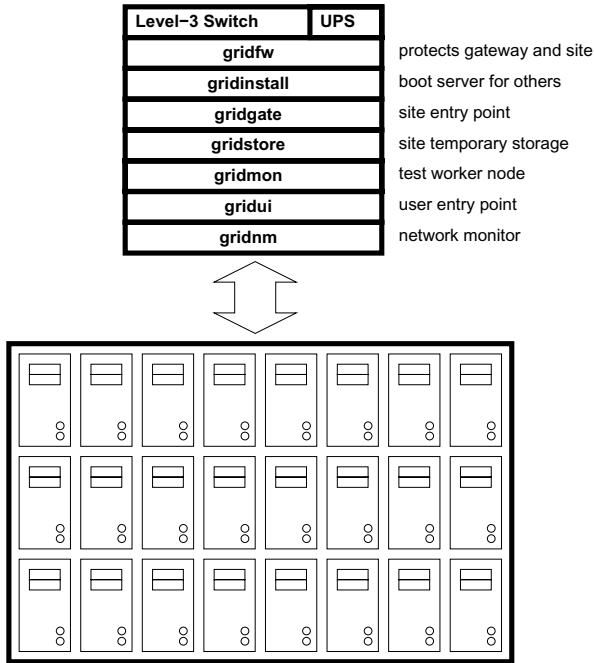 Level−3 Switch UPS
gridfw protects gateway and site
gridinstall boot server for others
gridgate site entry point
gridstore site temporary storage
gridmon test worker node
gridui user entry point
gridnm network monitor